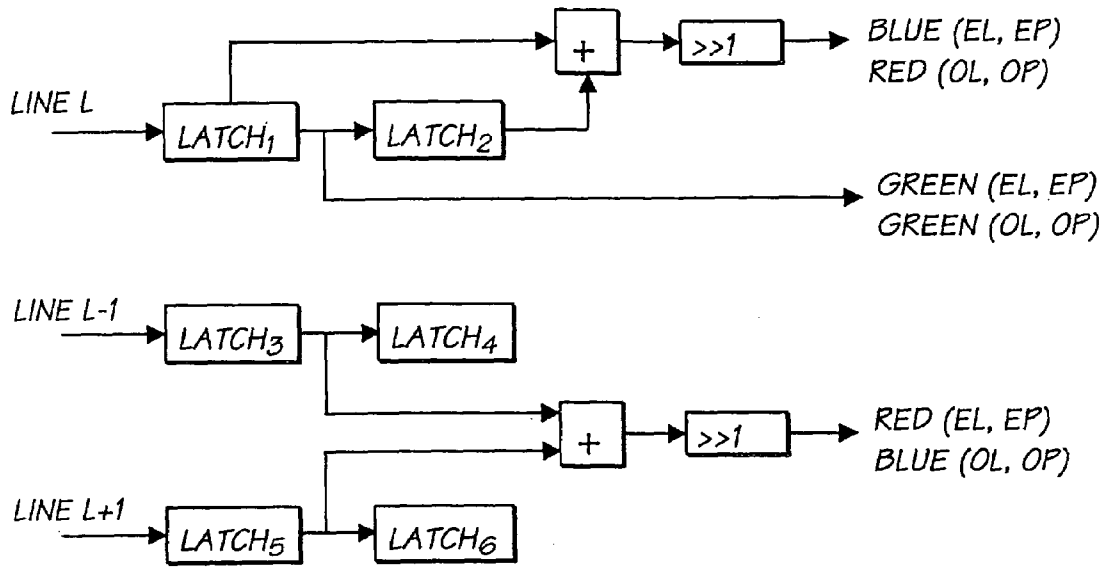 BLUE (EL, EP)
+
>>1
RED (OL, OP)
LINE L
LATCH1
LATCH2
GREEN (EL, EP)
GREEN (OL, OP)
LINE L-1
LATCH3
LATCH4
RED (EL, EP)
+
>>1
BLUE (OL, OP)
LINE L+1
LATCH5
LATCH6